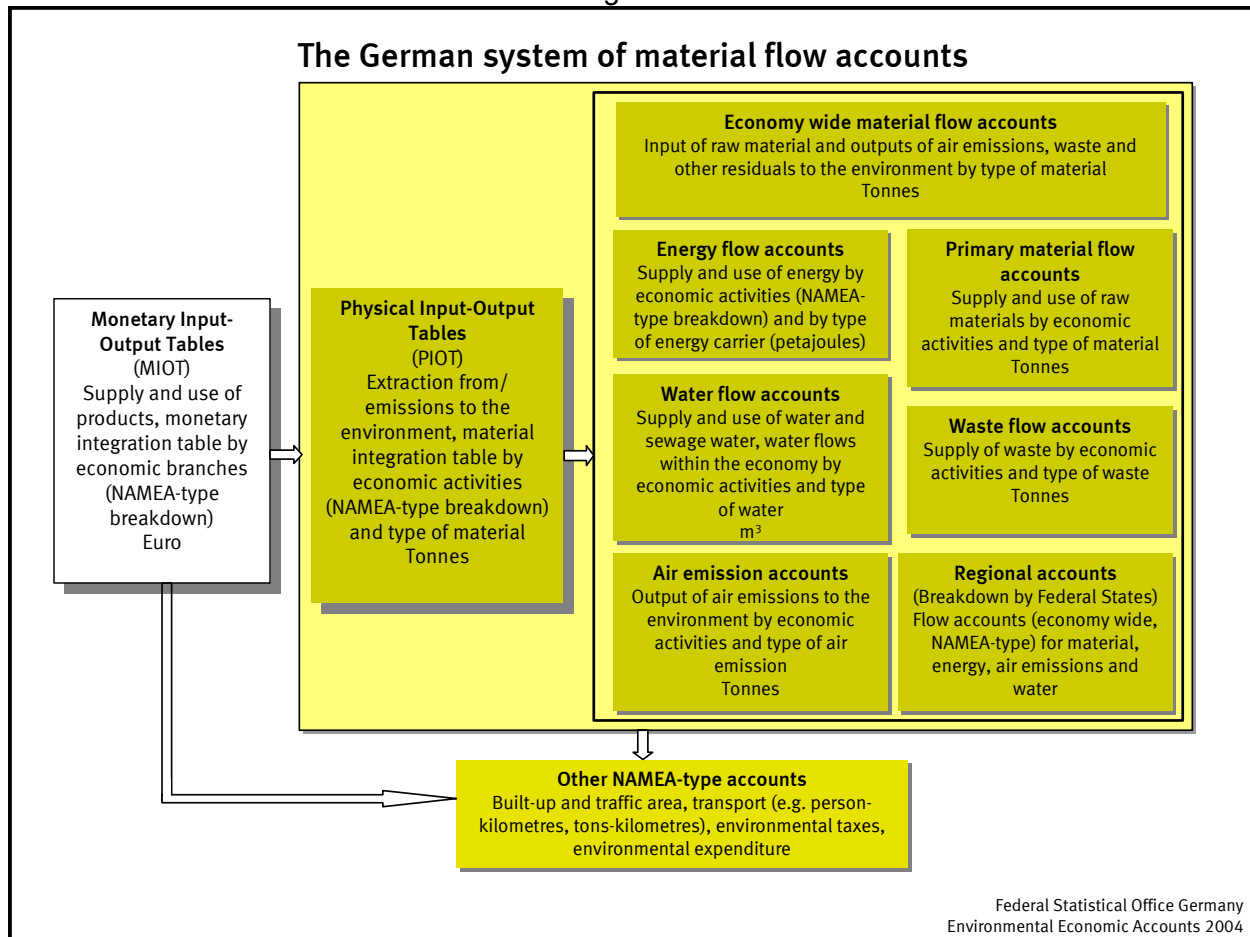 The German system of material flow accounts
Economy wide material flow accounts
Input of raw material and outputs of air emissions, waste and
other residuals to the environment by type of material
Tonnes
Energy flow accounts
Supply and use of energy by
economic activities (NAMEA-
type breakdown) and by type
of energy carrier (petajoules)
Primary material flow
accounts
Supply and use of raw
materials by economic
activities and type of material
Tonnes
Monetary Input-
Output Tables
(MIOT)
Supply and use of
products, monetary
integration table by
economic branches
(NAMEA-type
breakdown)
Euro
Physical Input-Output
Tables
(PIOT)
Extraction from/
emissions to the
environment, material
integration table by
economic activities
(NAMEA-type breakdown)
and type of material
Tonnes
Water flow accounts
Supply and use of water and
sewage water, water flows
within the economy by
economic activities and type
of water
m³
Waste flow accounts
Supply of waste by economic
activities and type of waste
Tonnes
Air emission accounts
Output of air emissions to the
environment by economic
activities and type of air
emission
Tonnes
Regional accounts
(Breakdown by Federal States)
Flow accounts (economy wide,
NAMEA-type) for material,
energy, air emissions and
water
Other NAMEA-type accounts
Built-up and traffic area, transport (e.g. person-
kilometres, tons-kilometres), environmental taxes,
environmental expenditure
Federal Statistical Office Germany
Environmental Economic Accounts 2004